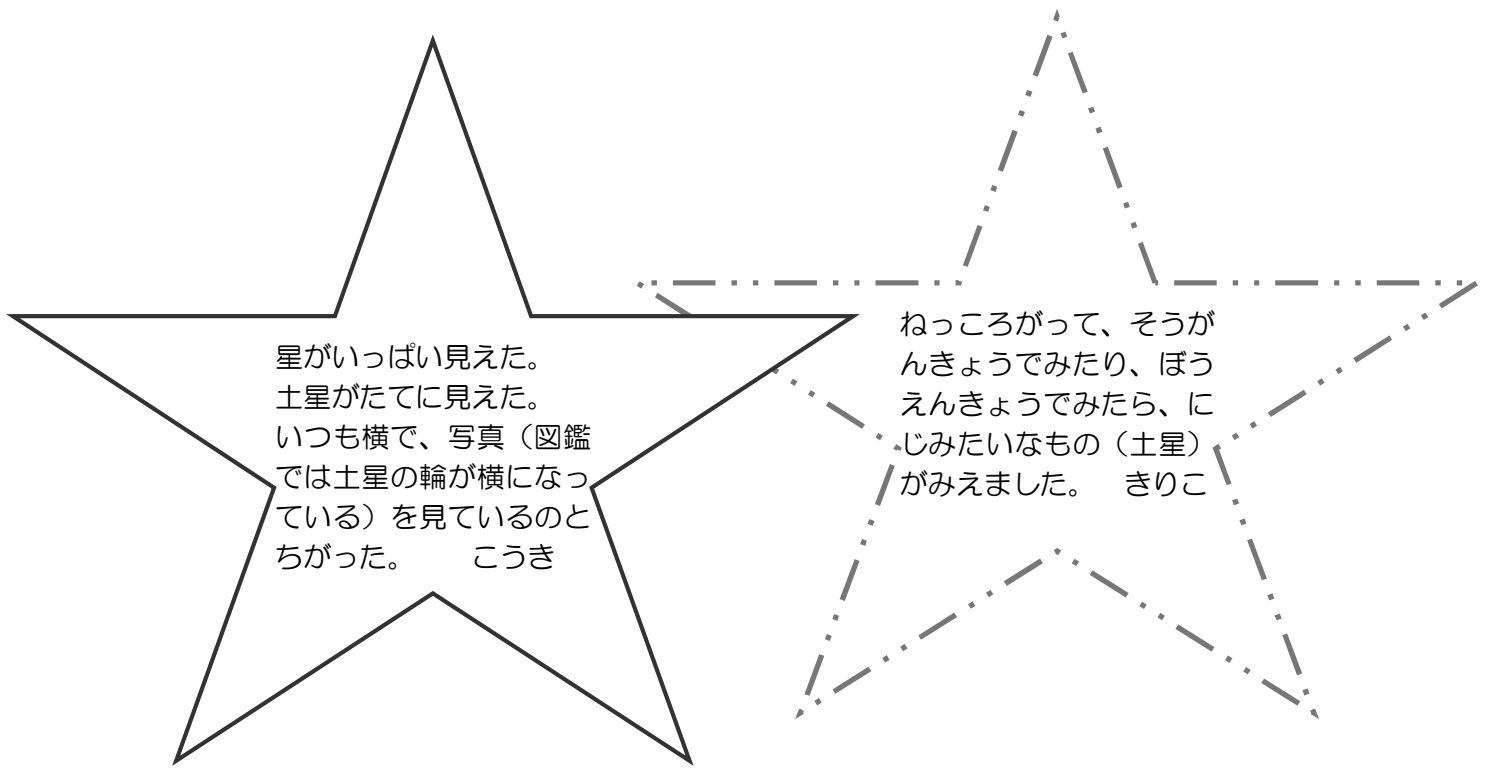 星がいっぱい見えた。
土星がたてに見えた。
いつも横で、写真（図鑑
では土星の輪が横になっ
ている）を見ているのと
ちがった。　　こうき
ねっころがって、そうが
んきょうでみたり、ぼう
えんきょうでみたら、に
じみたいなもの（土星）
がみえました。　きりこ